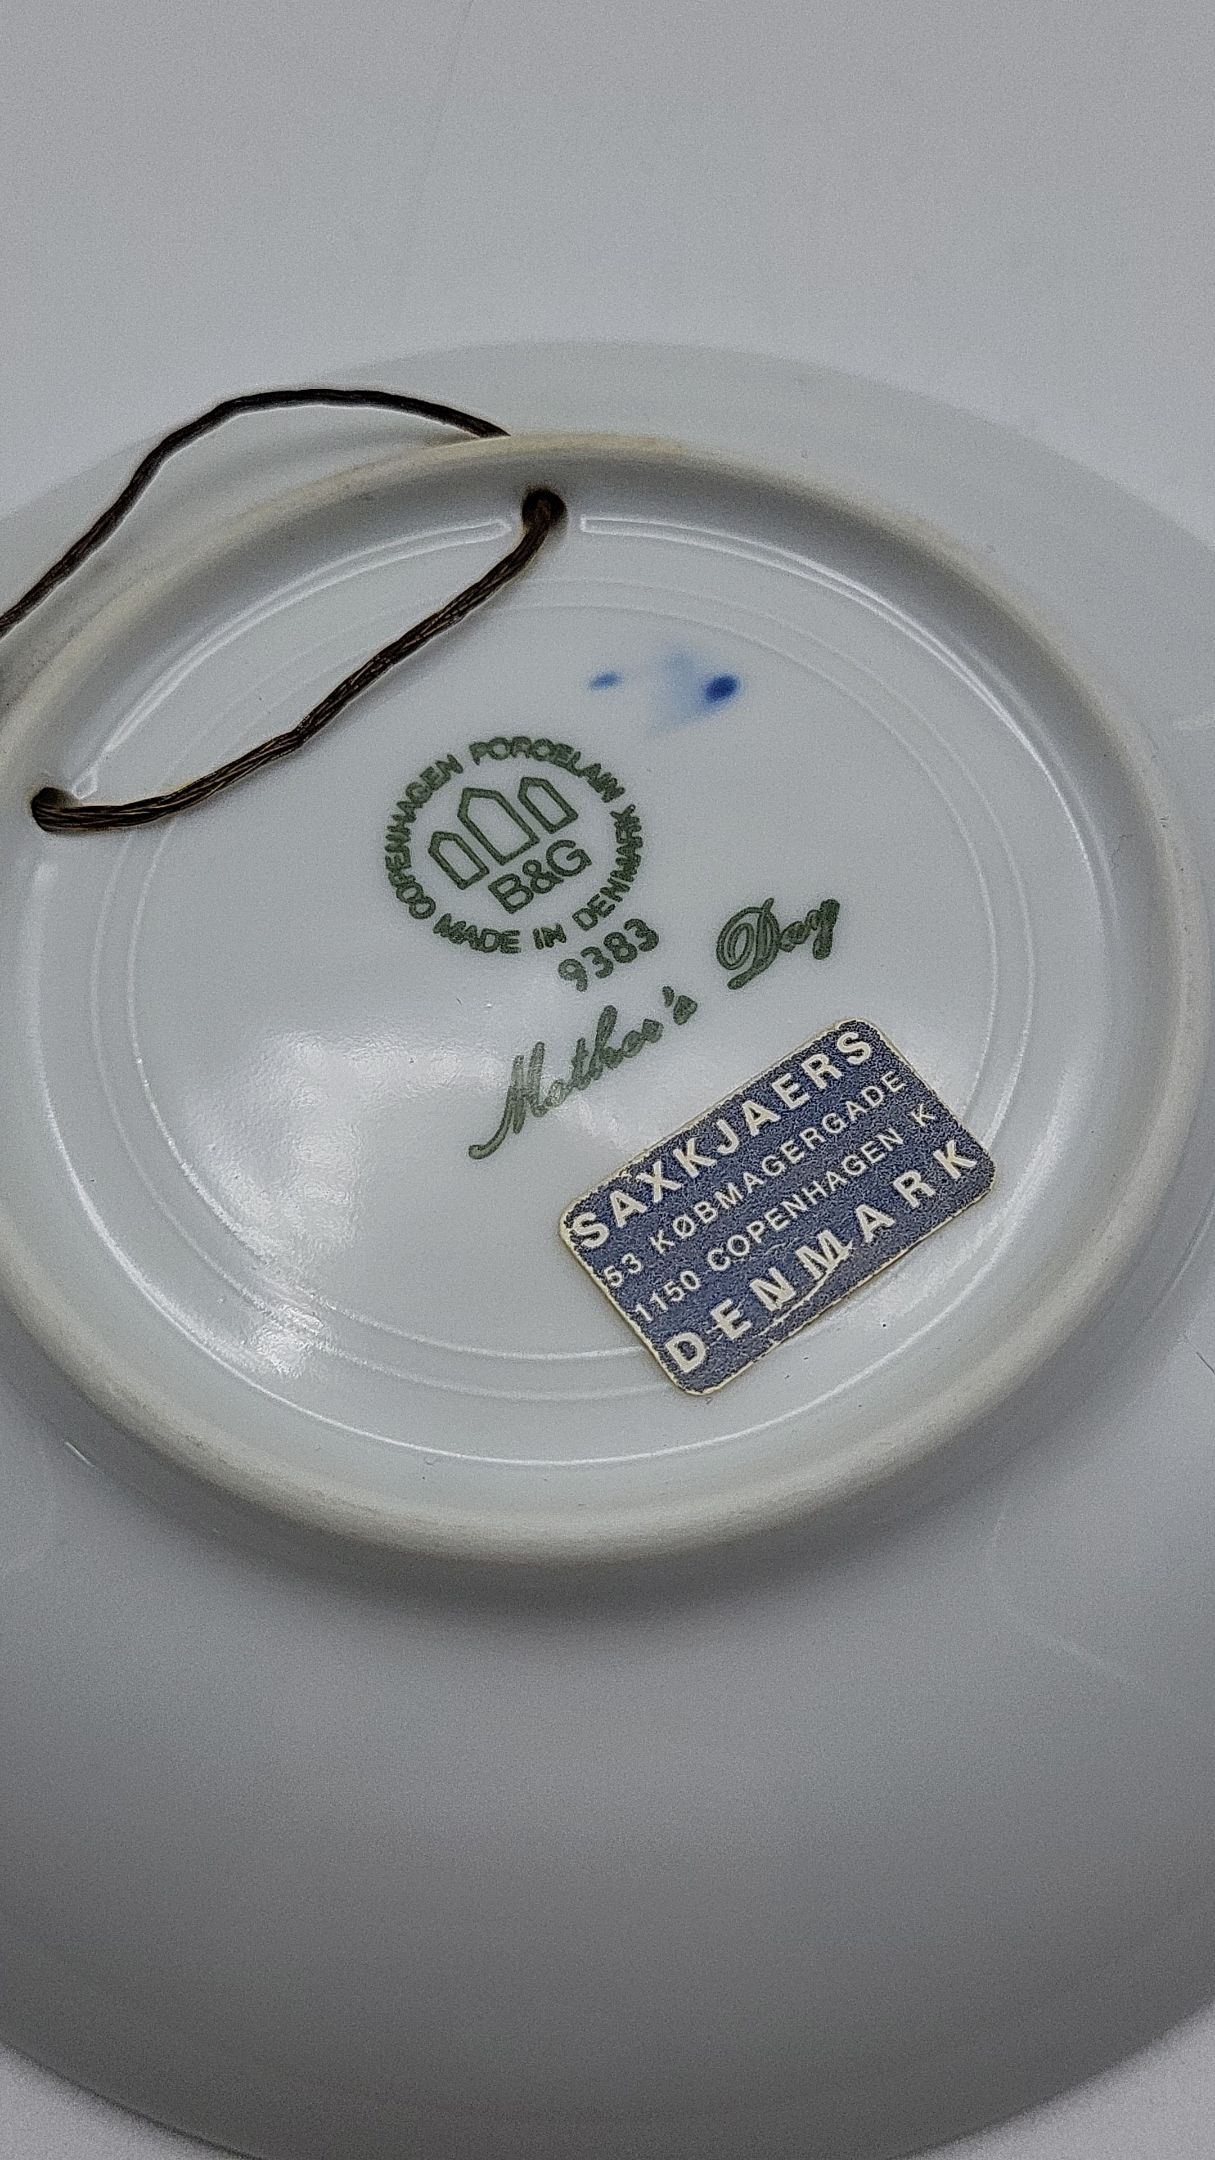 COPENHAGEN PORCELAIN
B&G
MADE IN DENMARK
9383
Mother's Day
SAXKJAERS
53 KØBMAGERGADE
1150 COPENHAGEN K
DENMARK